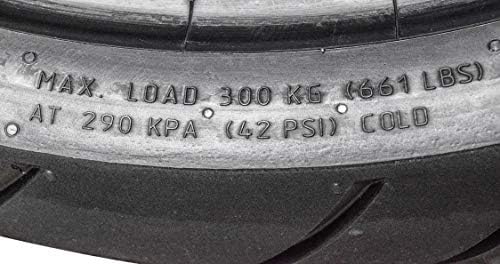 MAX. LOAD 300 KG (661 LBS)
AT 290 KPA (42 PSI) COLD